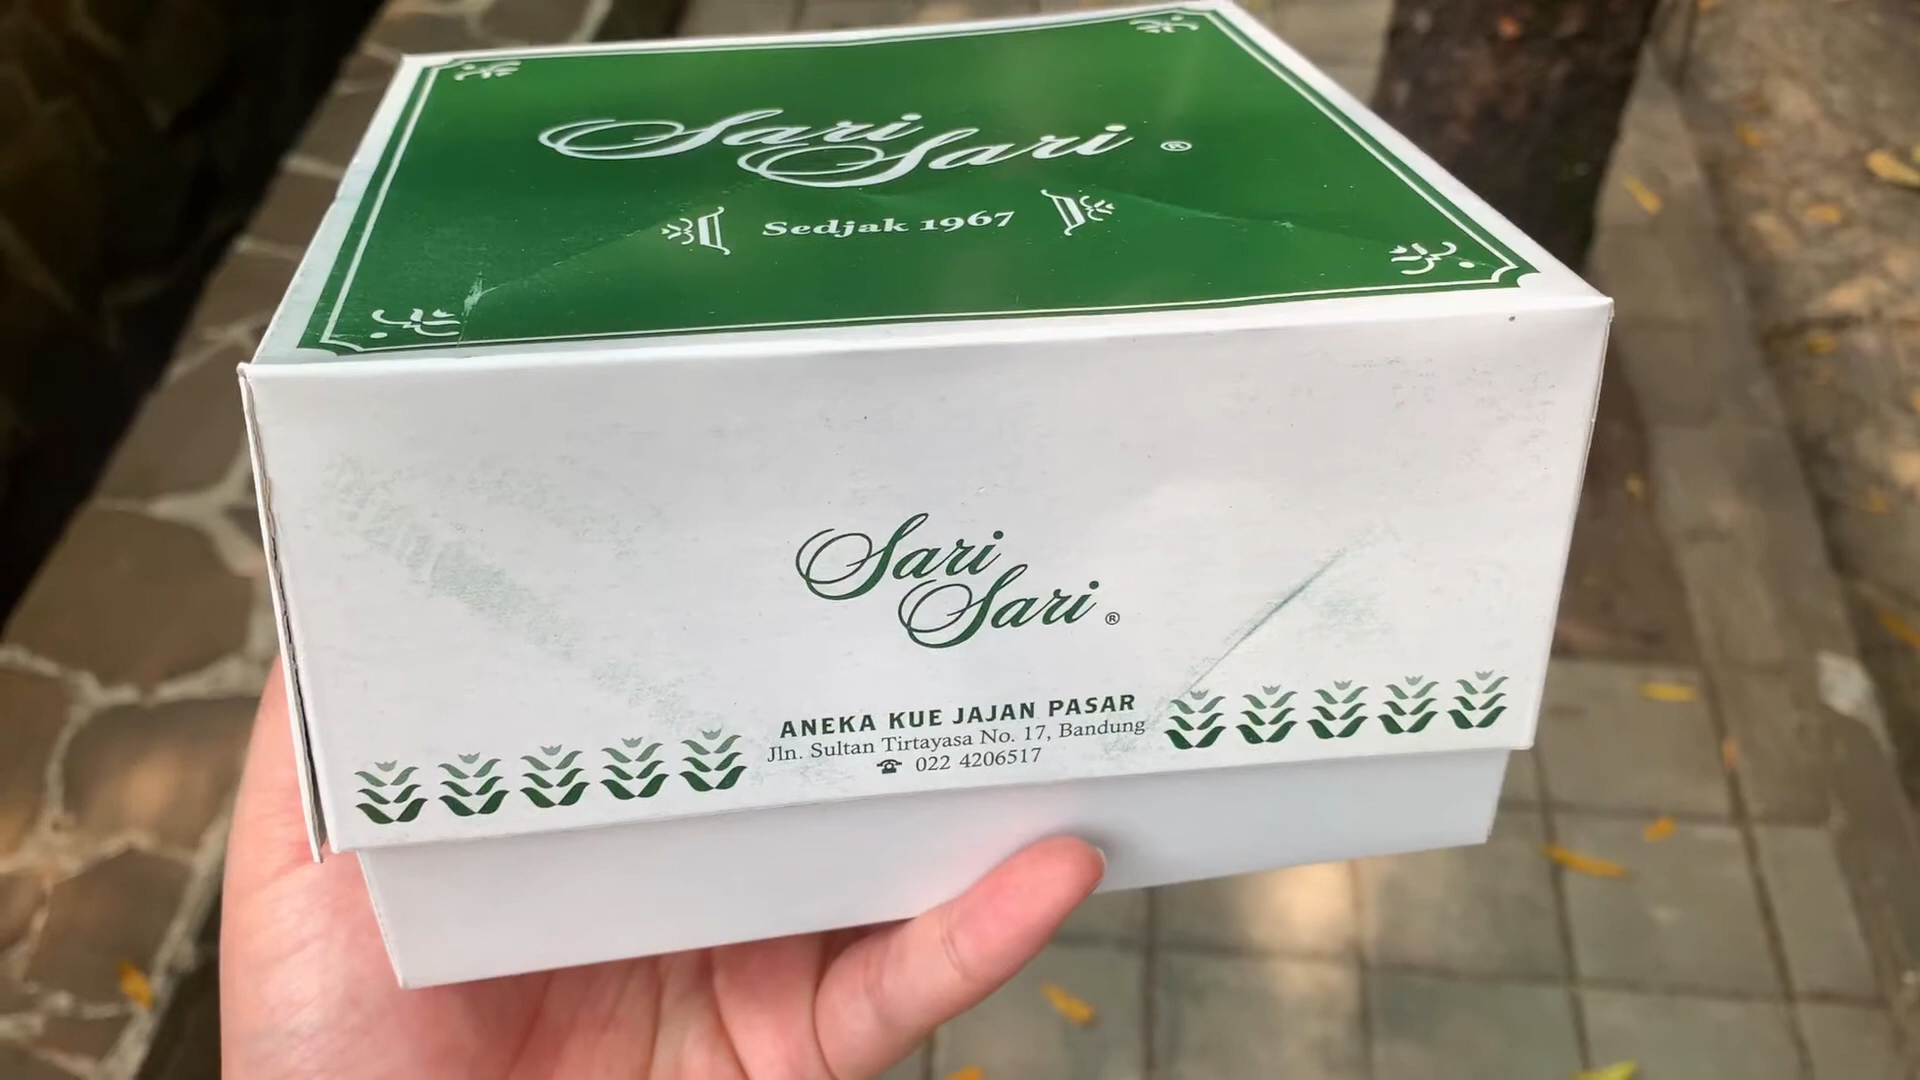 Sari
Sari ®
Sedjak 1967
Sari
Sari ®
ANEKA KUE JAJAN PASAR
Jln. Sultan Tirtayasa No. 17, Bandung
☎ 022 4206517